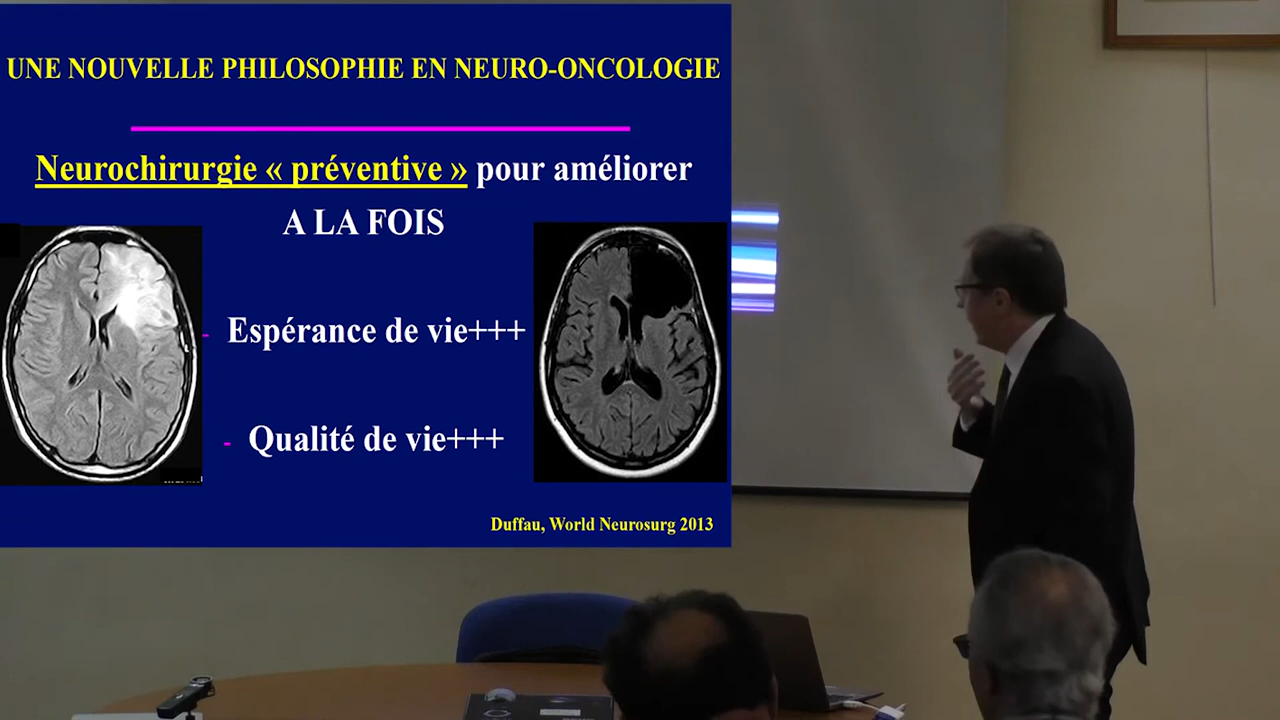 UNE NOUVELLE PHILOSOPHIE EN NEURO-ONCOLOGIE
Neurochirurgie « préventive » pour améliorer
A LA FOIS
- Espérance de vie+++
- Qualité de vie+++
Duffau, World Neurosurg 2013